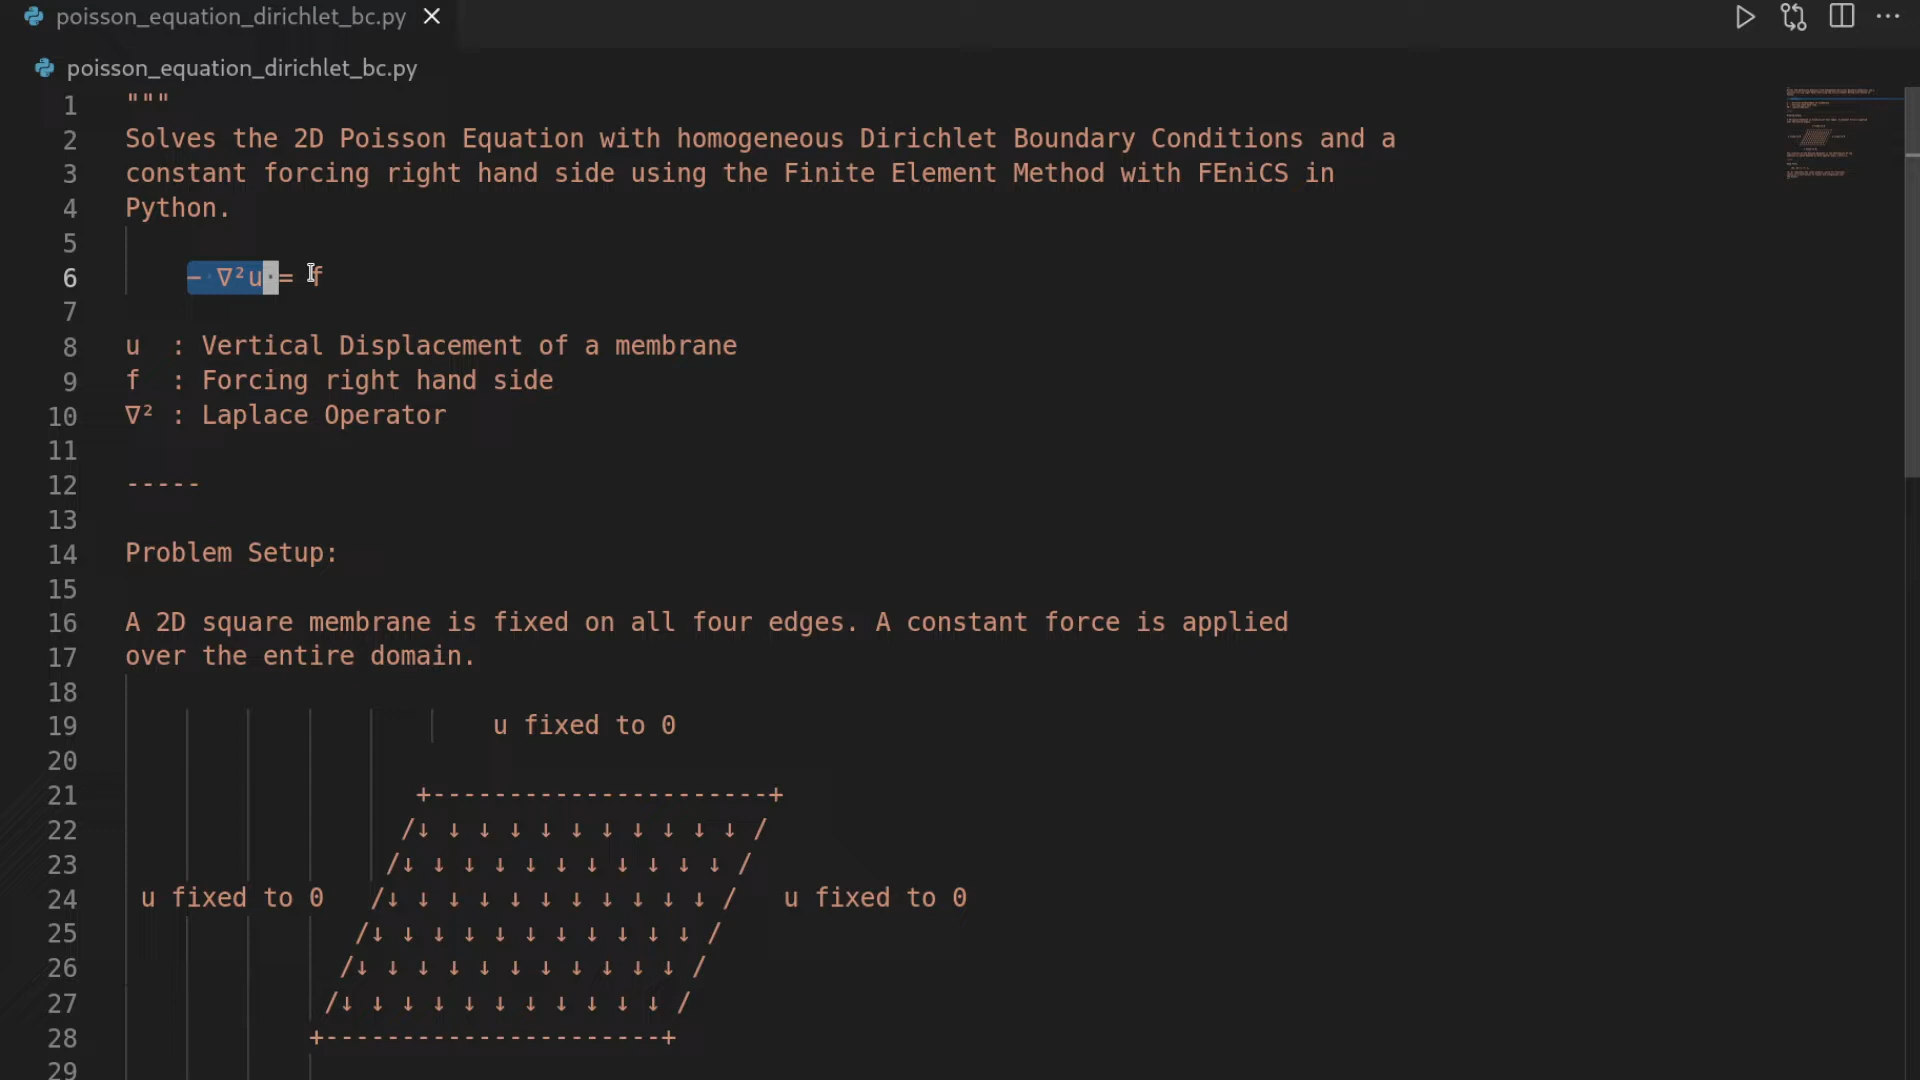 poisson_equation_dirichlet_bc.py
poisson_equation_dirichlet_bc.py
1 """
2 Solves the 2D Poisson Equation with homogeneous Dirichlet Boundary Conditions and a
3 constant forcing right hand side using the Finite Element Method with FEniCS in
4 Python.
5
6 − ∇²u = f
7
8 u  : Vertical Displacement of a membrane
9 f  : Forcing right hand side
10 ∇² : Laplace Operator
11
12 -----
13
14 Problem Setup:
15
16 A 2D square membrane is fixed on all four edges. A constant force is applied
17 over the entire domain.
18
19 u fixed to 0
20
21 +----------------------+
22 /↓ ↓ ↓ ↓ ↓ ↓ ↓ ↓ ↓ ↓ ↓ /
23 /↓ ↓ ↓ ↓ ↓ ↓ ↓ ↓ ↓ ↓ ↓ /
24 u fixed to 0   /↓ ↓ ↓ ↓ ↓ ↓ ↓ ↓ ↓ ↓ ↓ /   u fixed to 0
25 /↓ ↓ ↓ ↓ ↓ ↓ ↓ ↓ ↓ ↓ ↓ /
26 /↓ ↓ ↓ ↓ ↓ ↓ ↓ ↓ ↓ ↓ ↓ /
27 /↓ ↓ ↓ ↓ ↓ ↓ ↓ ↓ ↓ ↓ ↓ /
28 +----------------------+
29